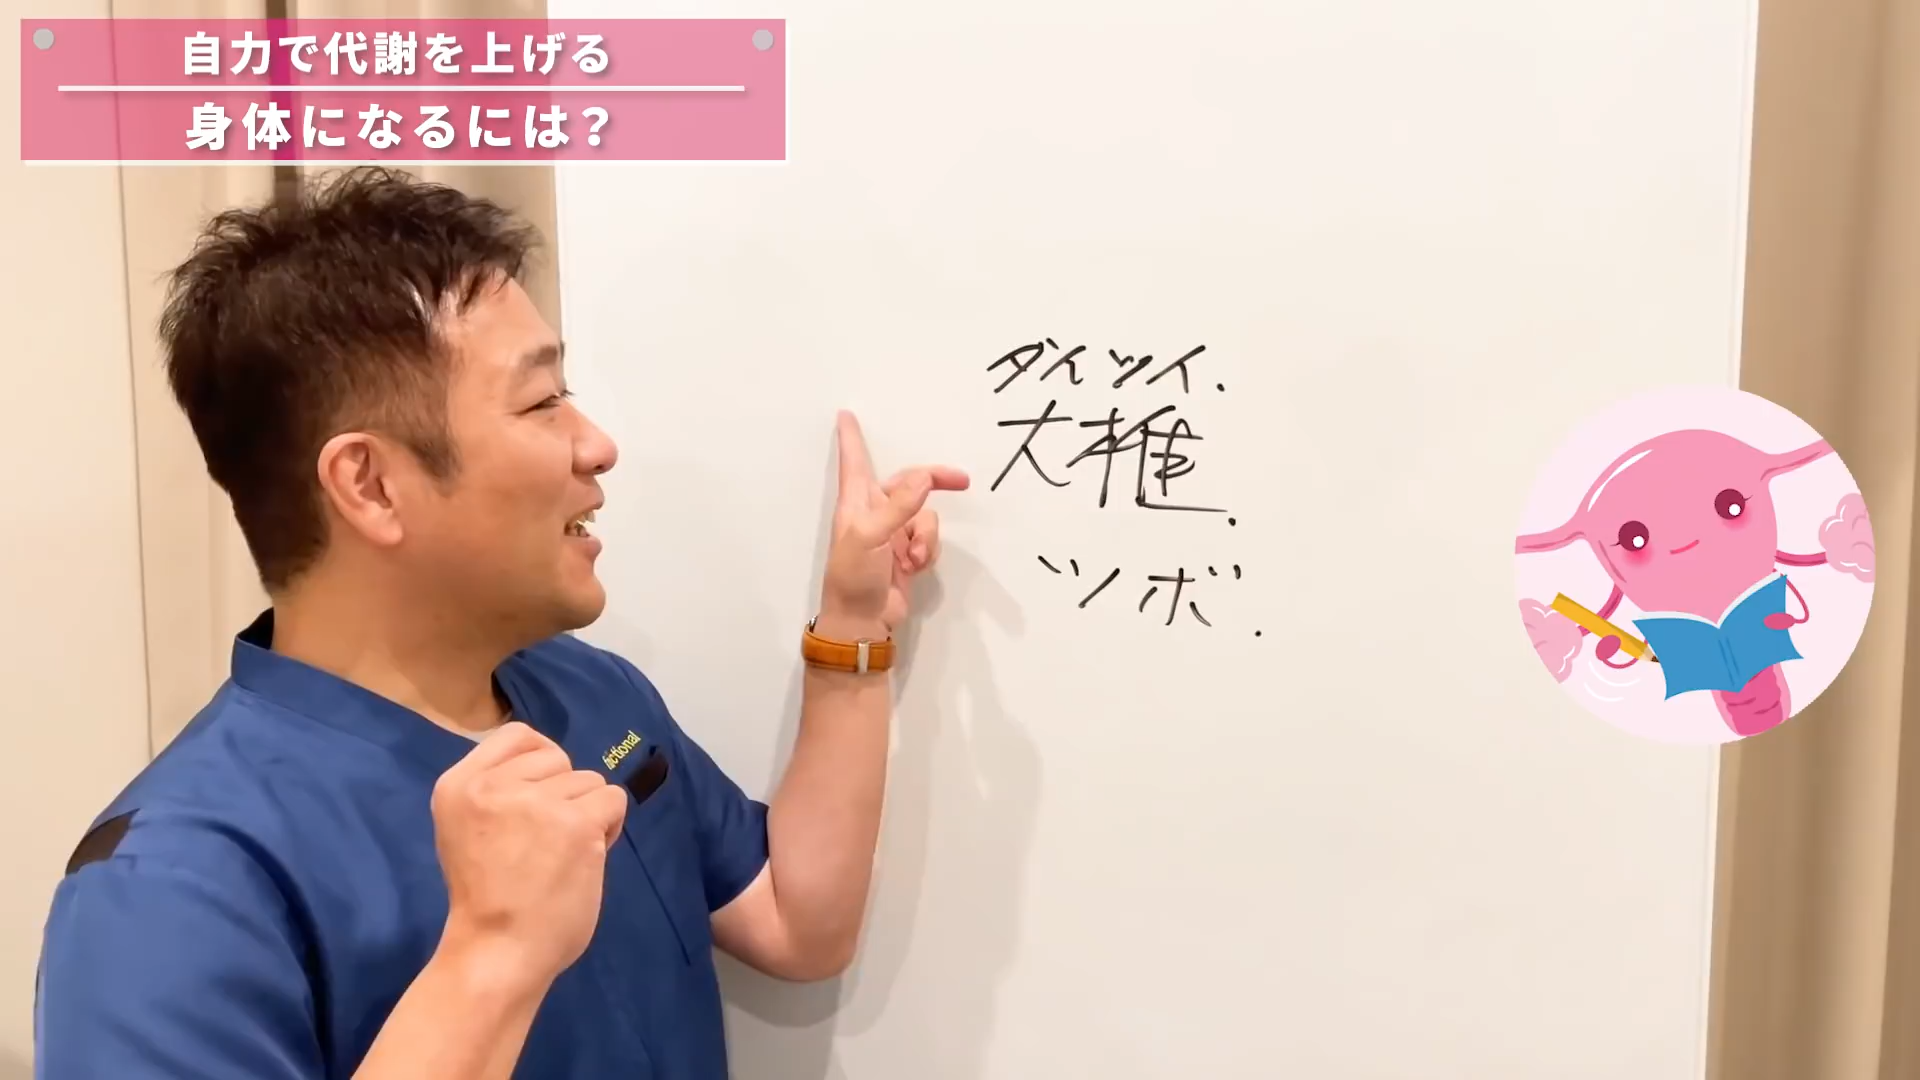 自力で代謝を上げる
身体になるには？
ダイツイ.
大椎.
ツボ.
fictional